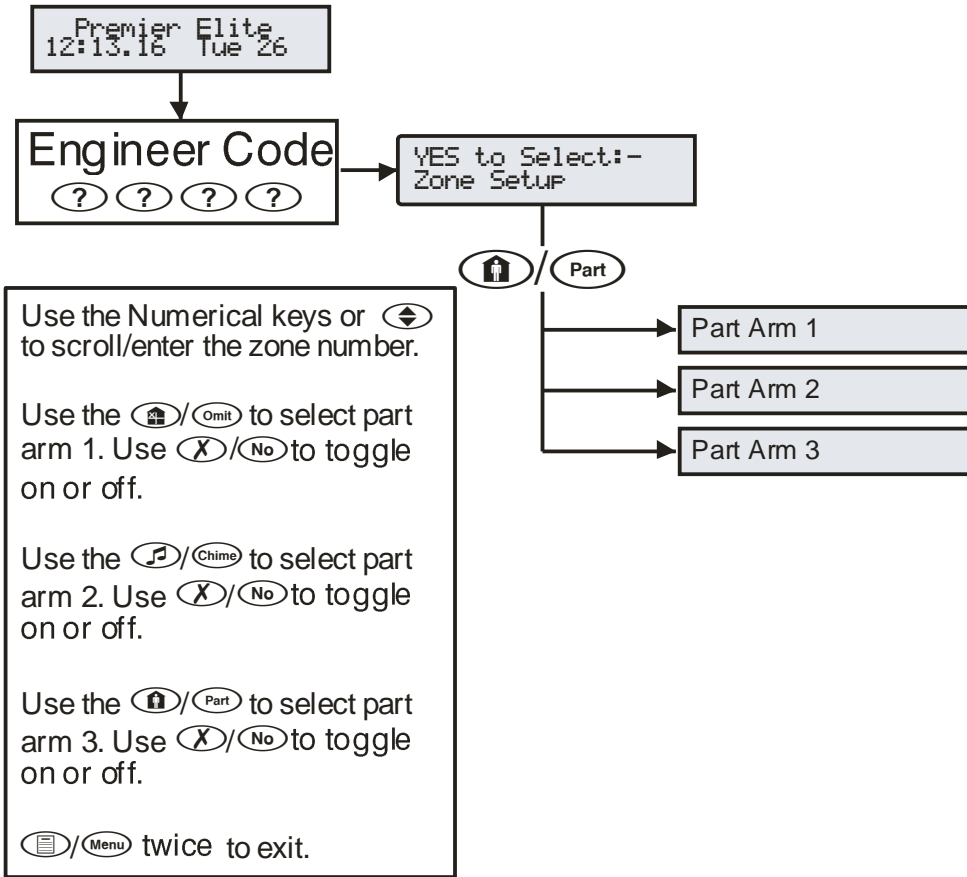 Premier Elite
12:13.16 Tue 26
Engineer Code
? ? ? ?
YES to Select:-
Zone Setup
/ Part
Part Arm 1
Part Arm 2
Part Arm 3
Use the Numerical keys or
to scroll/enter the zone number.
Use the / Omit to select part
arm 1. Use X/No to toggle
on or off.
Use the / Chime to select part
arm 2. Use X/No to toggle
on or off.
Use the / Part to select part
arm 3. Use X/No to toggle
on or off.
/ Menu twice to exit.